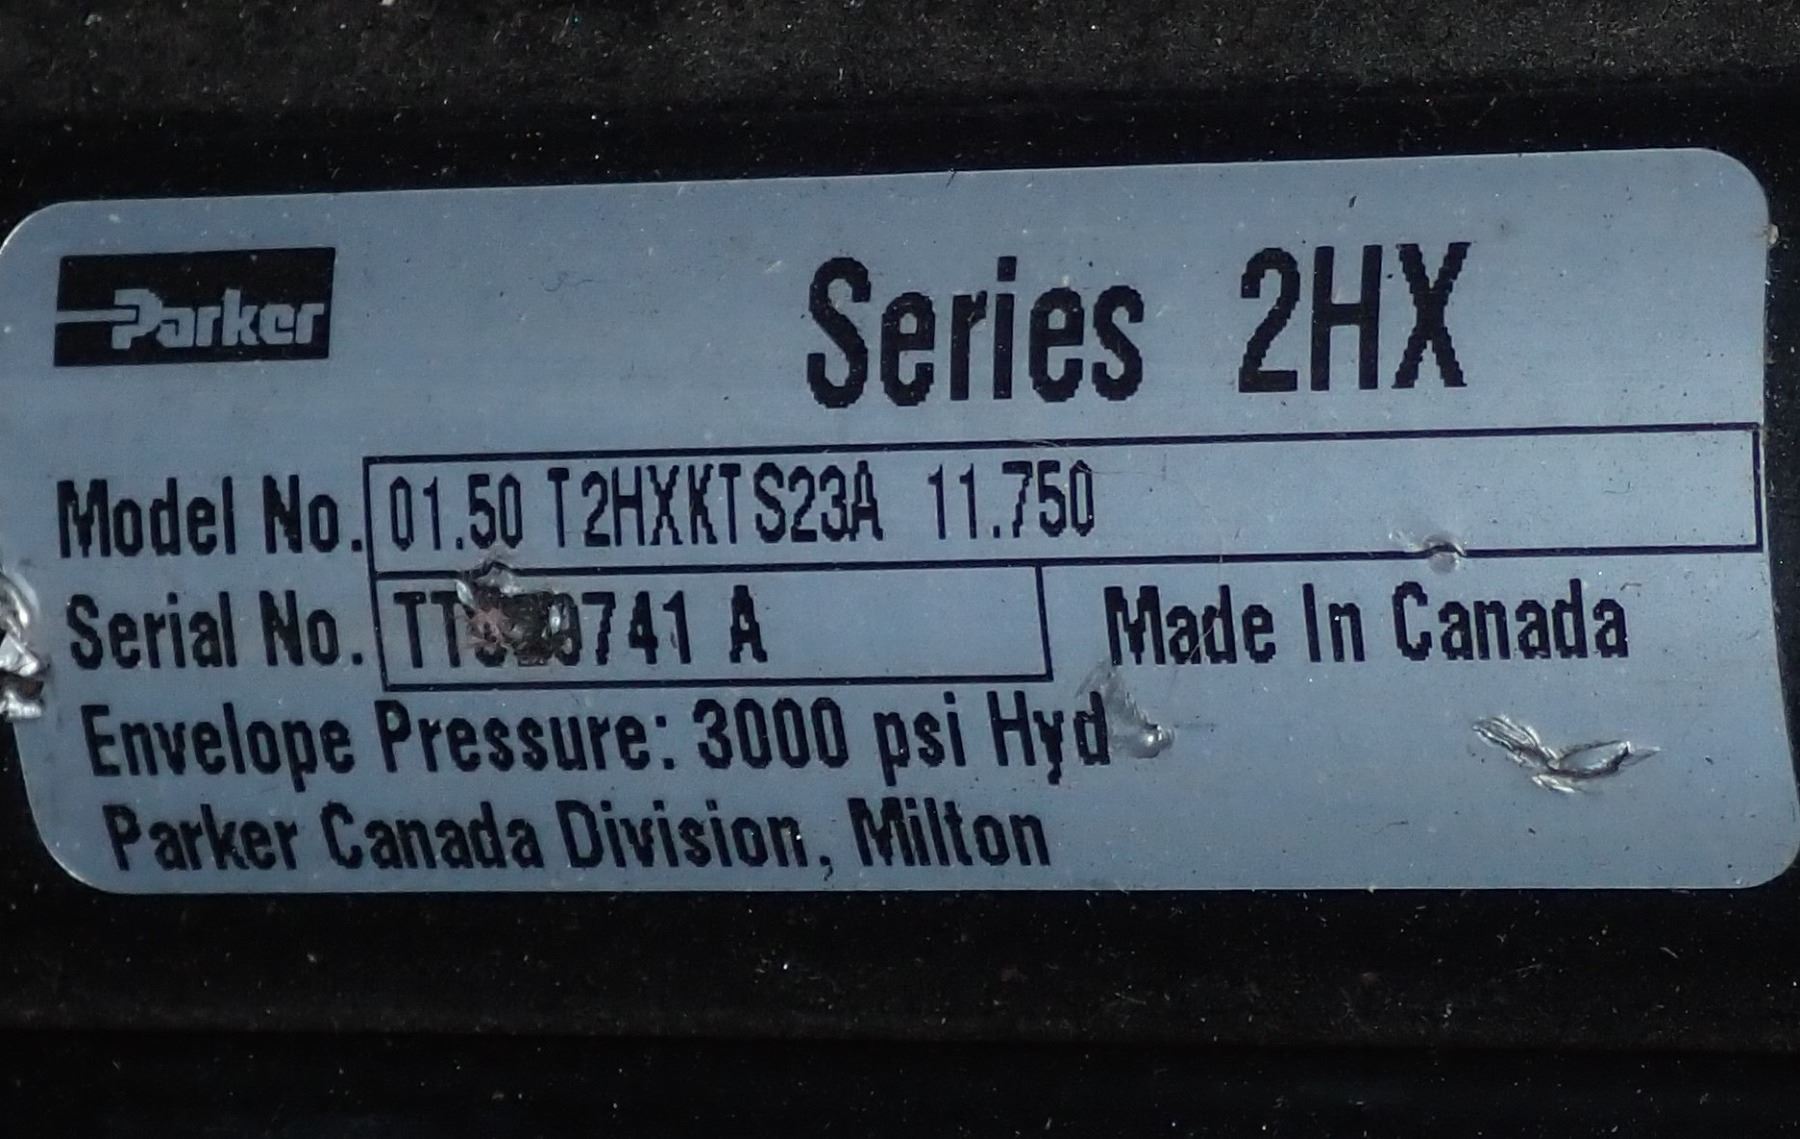 Parker
Series 2HX
Model No. 01.50 T2HXKTS23A 11.750
Serial No. A
Made In Canada
Envelope Pressure: 3000 psi Hyd
Parker Canada Division, Milton